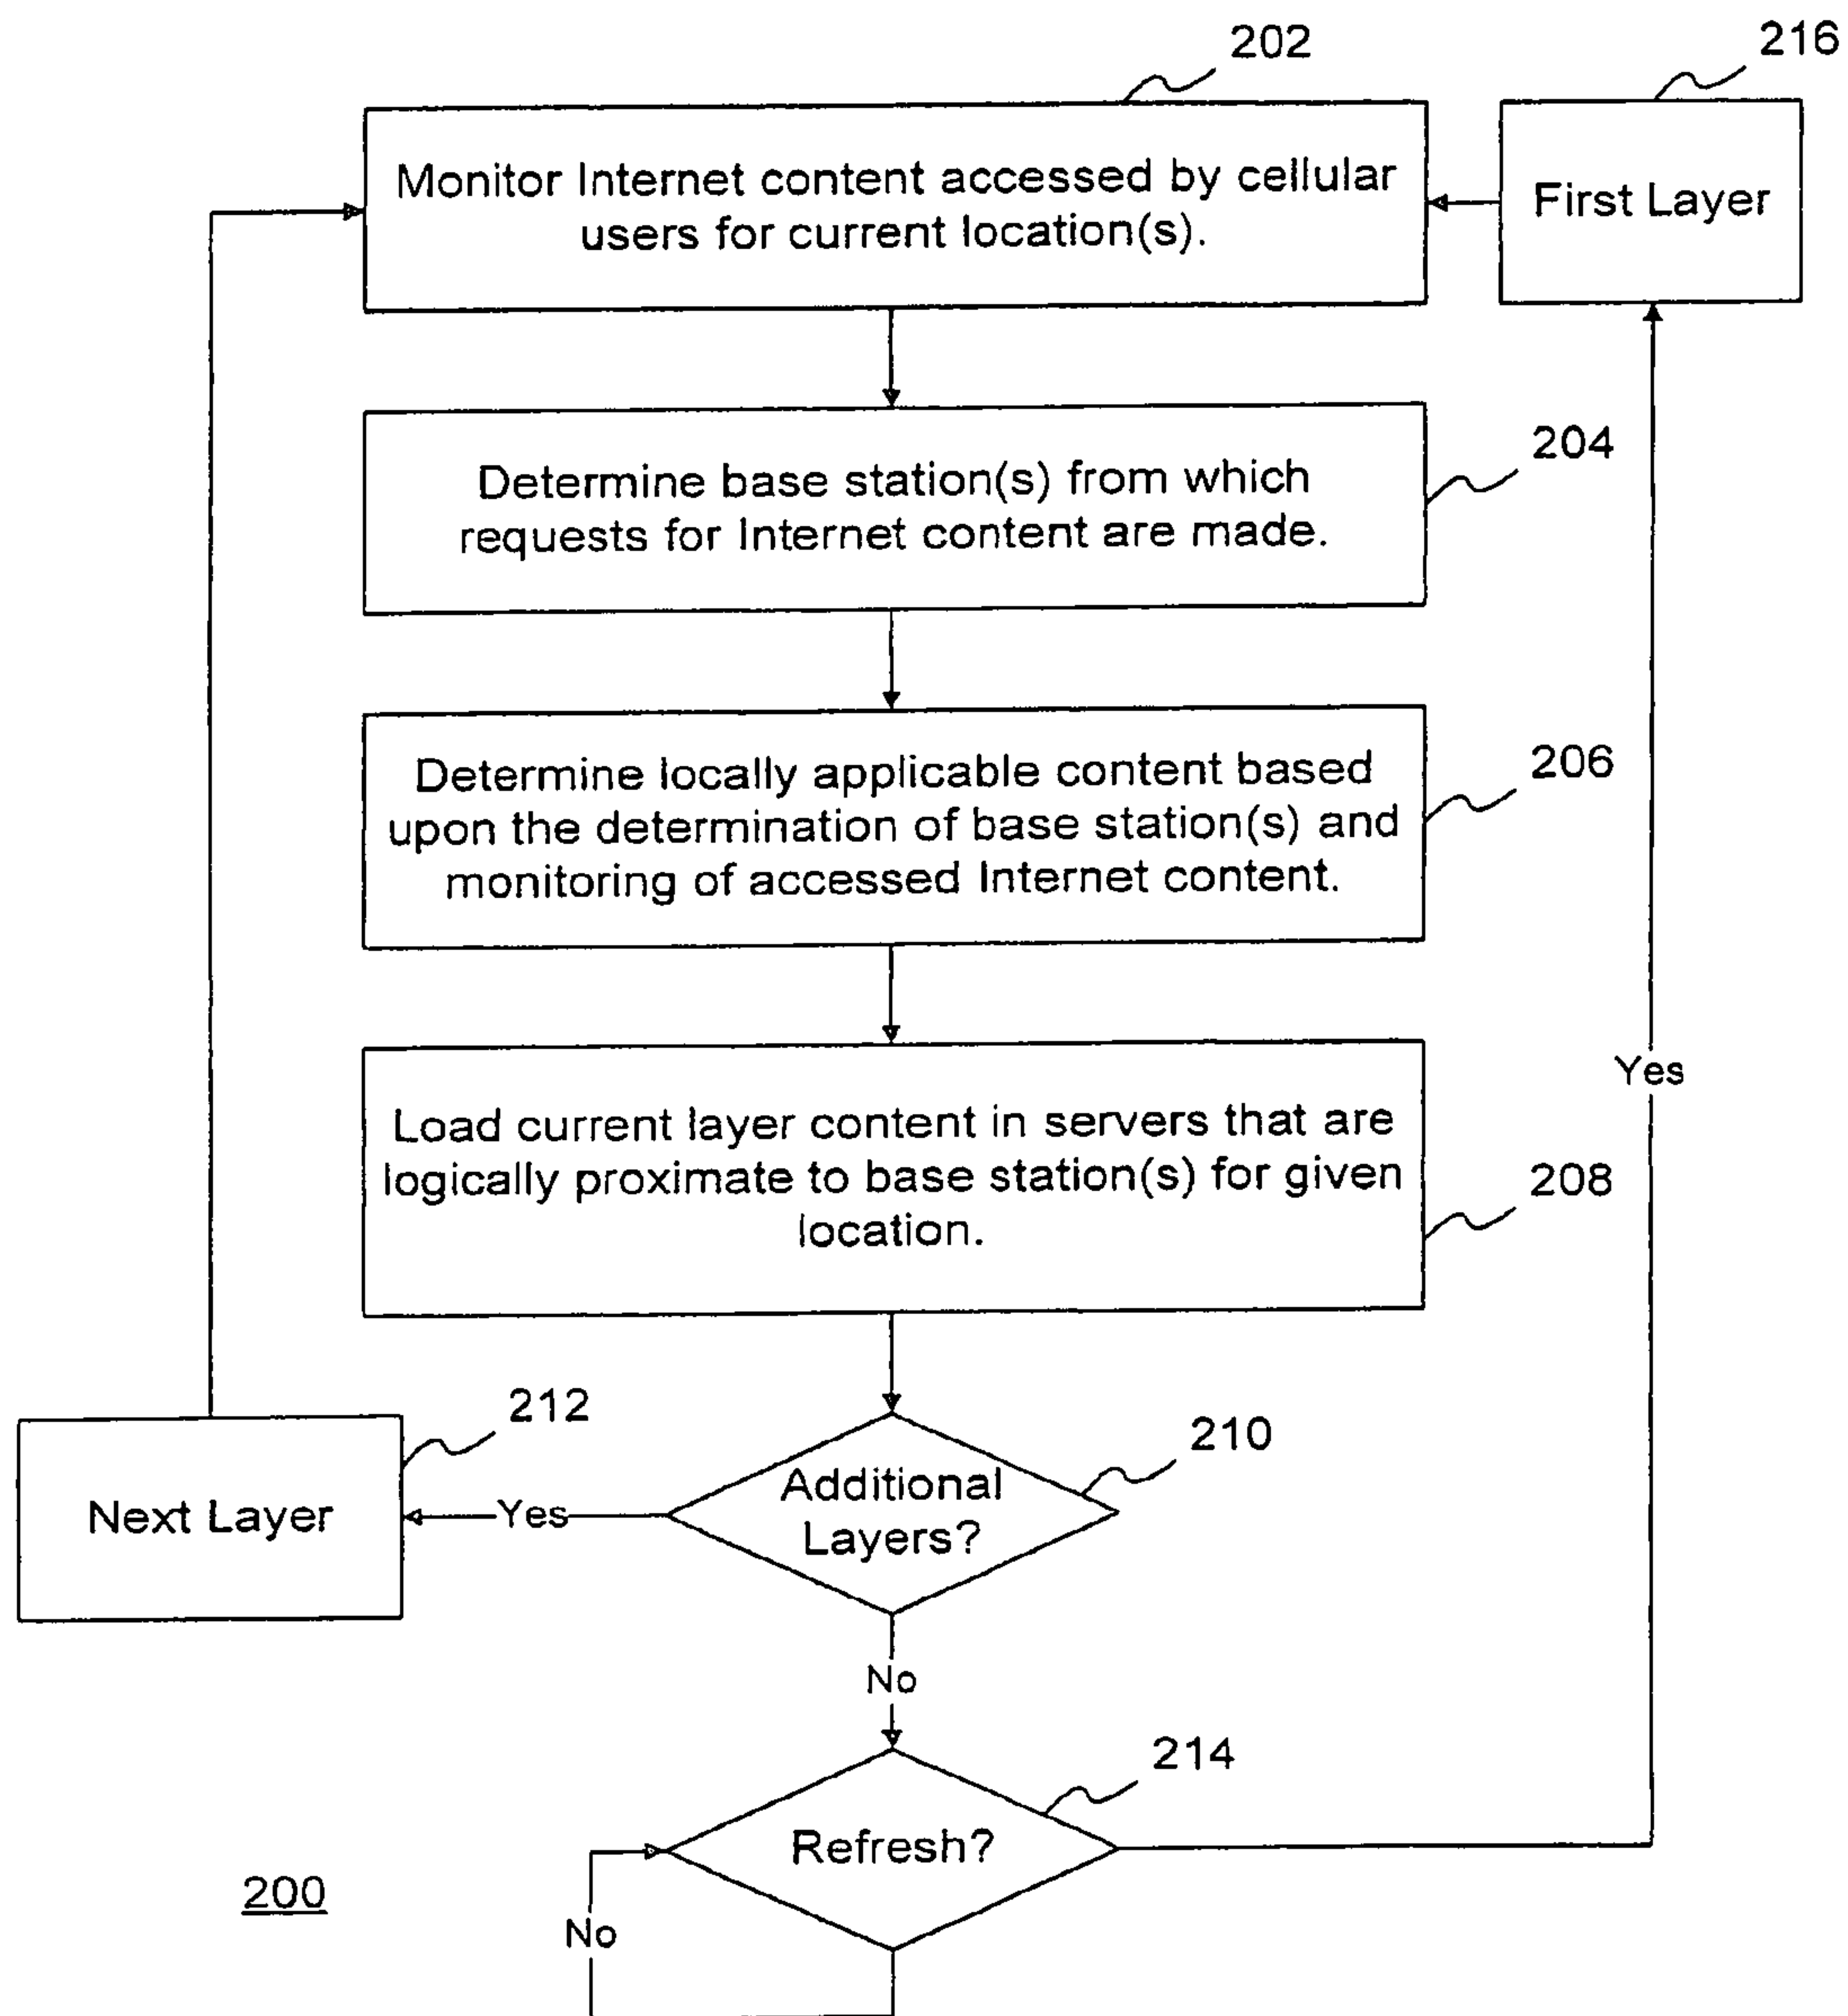 202
216
Monitor Internet content accessed by cellular
users for current location(s).
First Layer
204
Determine base station(s) from which
requests for Internet content are made.
206
Determine locally applicable content based
upon the determination of base station(s) and
monitoring of accessed Internet content.
Yes
Load current layer content in servers that are
logically proximate to base station(s) for given
location.
208
212
210
Next Layer
Yes
Additional
Layers?
No
214
Refresh?
200
No